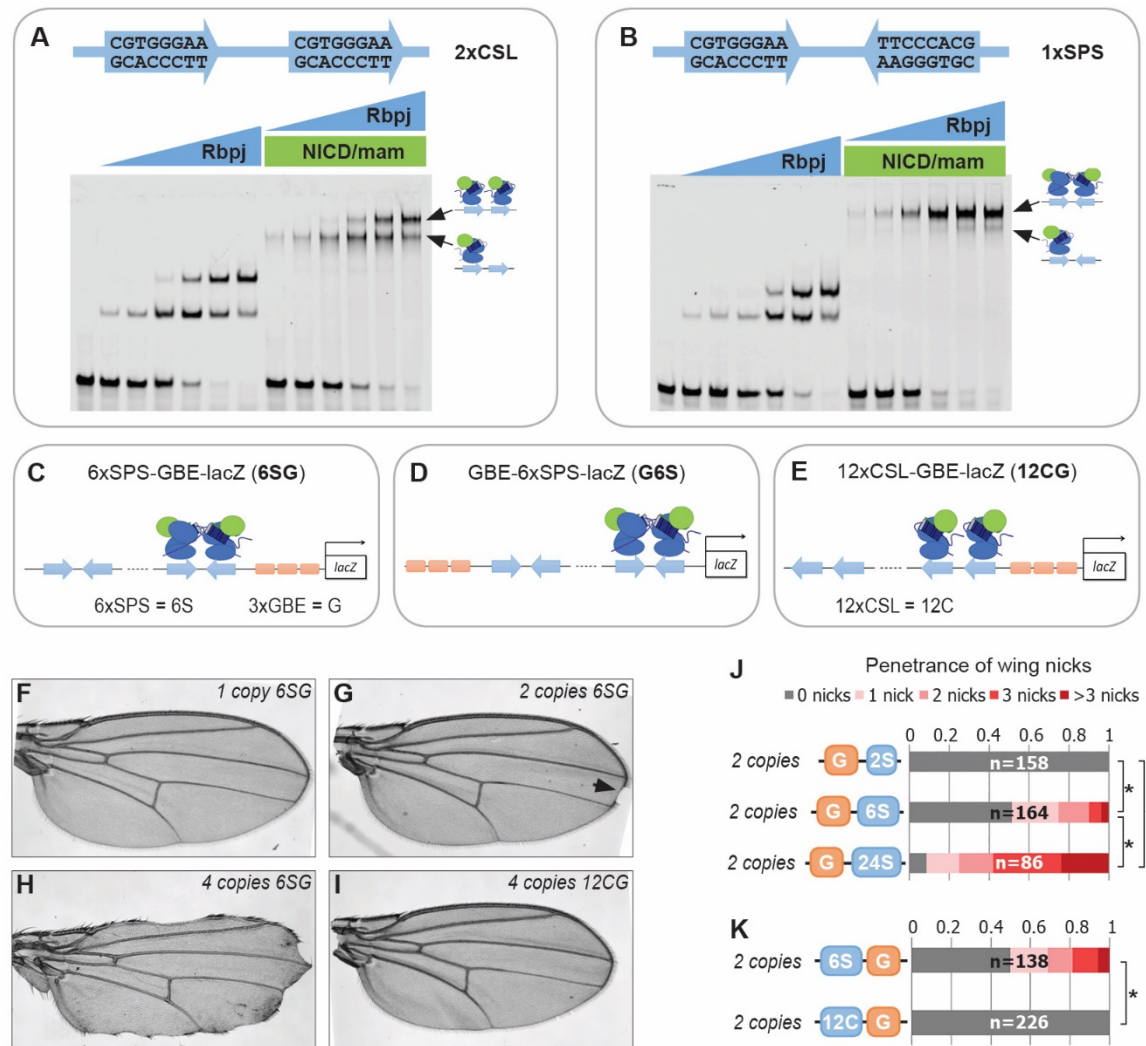 A
CGTGGGAA
GCACCCTT
CGTGGGAA
GCACCCTT
2xCSL
Rbpj
Rbpj
NICD/mam
B
CGTGGGAA
GCACCCTT
TTCCCACG
AAGGGTGC
1xSPS
Rbpj
Rbpj
NICD/mam
C
6xSPS-GBE-lacZ (6SG)
lacZ
6xSPS = 6S
3xGBE = G
D
GBE-6xSPS-lacZ (G6S)
lacZ
E
12xCSL-GBE-lacZ (12CG)
lacZ
12xCSL = 12C
F
1 copy 6SG
G
2 copies 6SG
H
4 copies 6SG
I
4 copies 12CG
J
Penetrance of wing nicks
0 nicks 1 nick 2 nicks 3 nicks >3 nicks
0 0.2 0.4 0.6 0.8 1
2 copies G 2S n=158
*
2 copies G 6S n=164
*
*
2 copies G 24S n=86
K
0 0.2 0.4 0.6 0.8 1
2 copies 6S G n=138
*
2 copies 12C G n=226